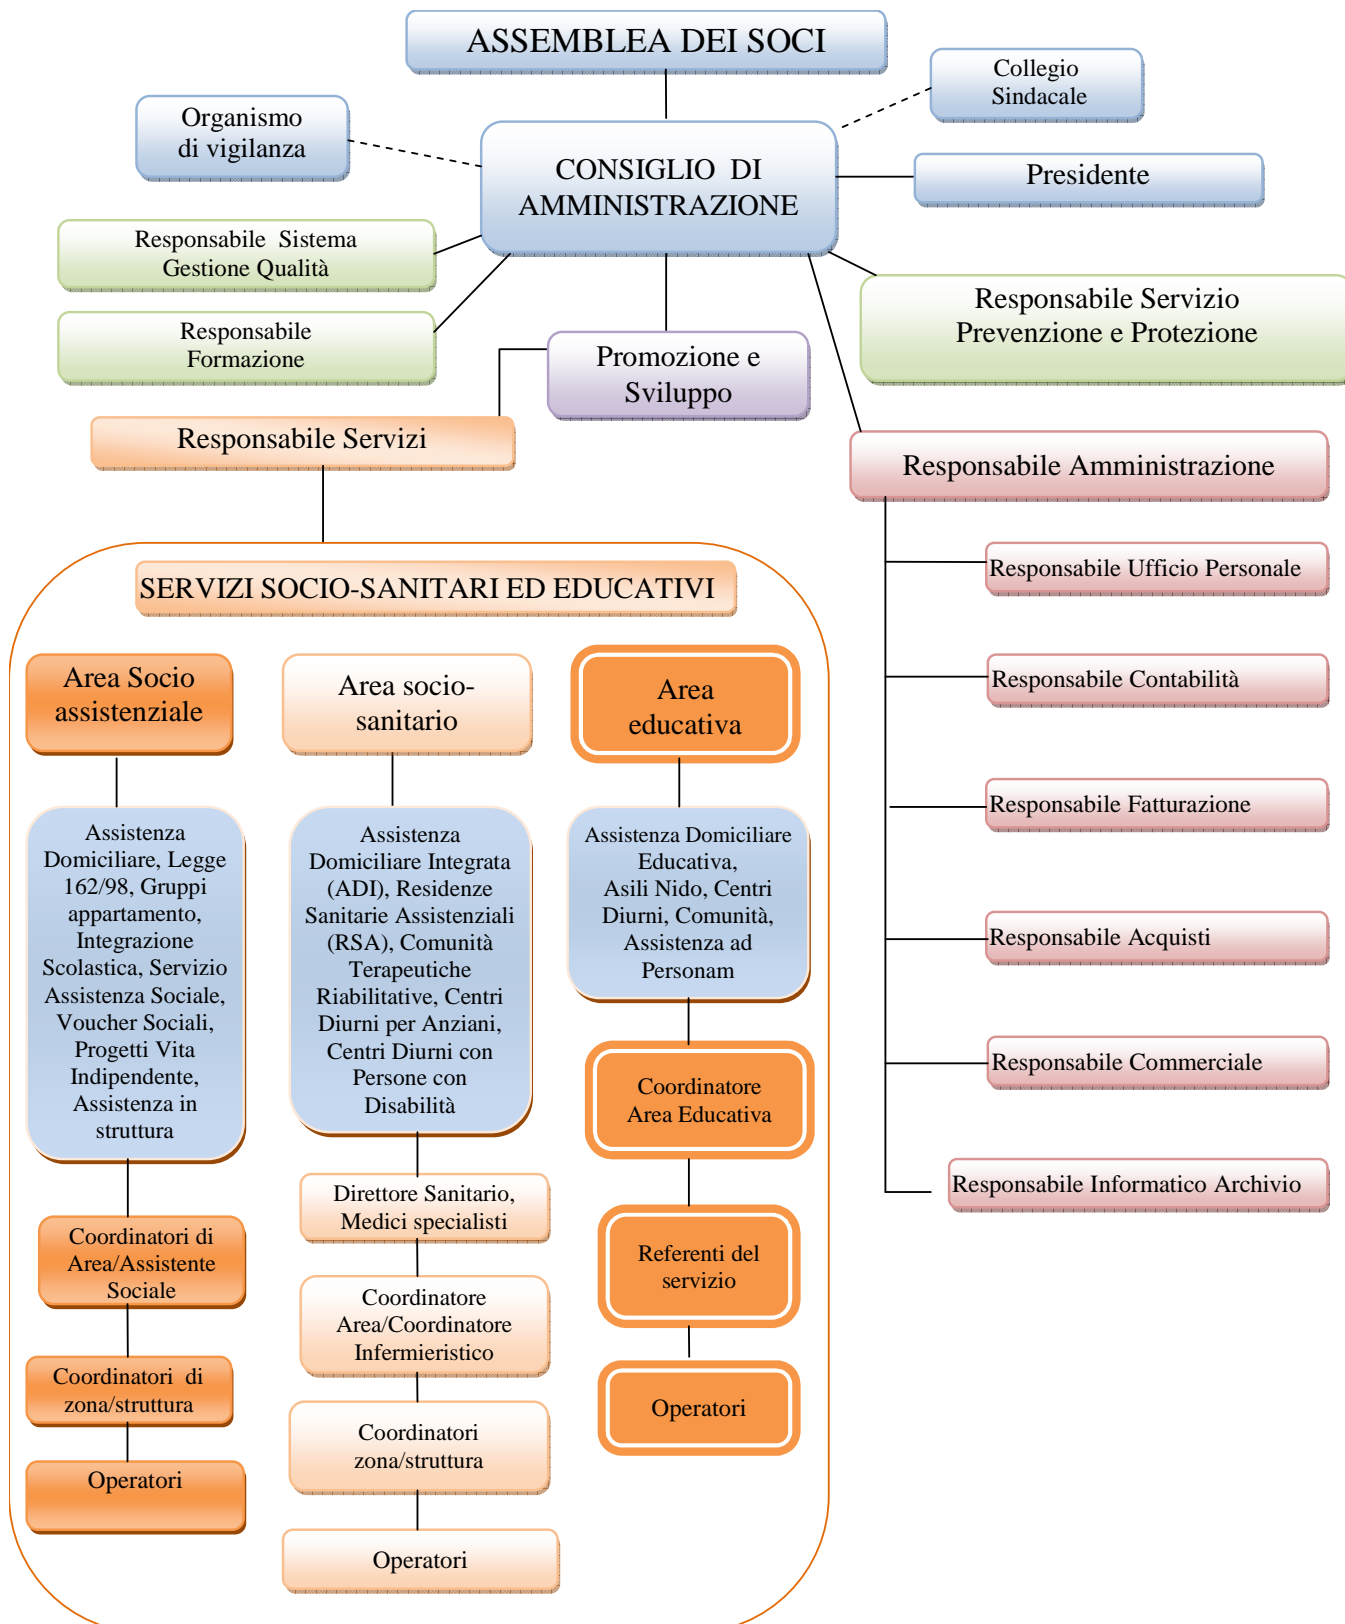 ASSEMBLEA DEI SOCI
Collegio
Sindacale
Organismo
di vigilanza
CONSIGLIO DI
AMMINISTRAZIONE
Presidente
Responsabile Sistema
Gestione Qualità
Responsabile Servizio
Prevenzione e Protezione
Responsabile
Formazione
Promozione e
Sviluppo
Responsabile Servizi
Responsabile Amministrazione
Responsabile Ufficio Personale
Responsabile Contabilità
Responsabile Fatturazione
Responsabile Acquisti
Responsabile Commerciale
Responsabile Informatico Archivio
SERVIZI SOCIO-SANITARI ED EDUCATIVI
Area Socio
assistenziale
Assistenza
Domiciliare, Legge
162/98, Gruppi
appartamento,
Integrazione
Scolastica, Servizio
Assistenza Sociale,
Voucher Sociali,
Progetti Vita
Indipendente,
Assistenza in
struttura
Coordinatori di
Area/Assistente
Sociale
Coordinatori di
zona/struttura
Operatori
Area socio-
sanitario
Assistenza
Domiciliare Integrata
(ADI), Residenze
Sanitarie Assistenziali
(RSA), Comunità
Terapeutiche
Riabilitative, Centri
Diurni per Anziani,
Centri Diurni con
Persone con
Disabilità
Direttore Sanitario,
Medici specialisti
Coordinatore
Area/Coordinatore
Infermieristico
Coordinatori
zona/struttura
Operatori
Area
educativa
Assistenza Domiciliare
Educativa,
Asili Nido, Centri
Diurni, Comunità,
Assistenza ad
Personam
Coordinatore
Area Educativa
Referenti del
servizio
Operatori